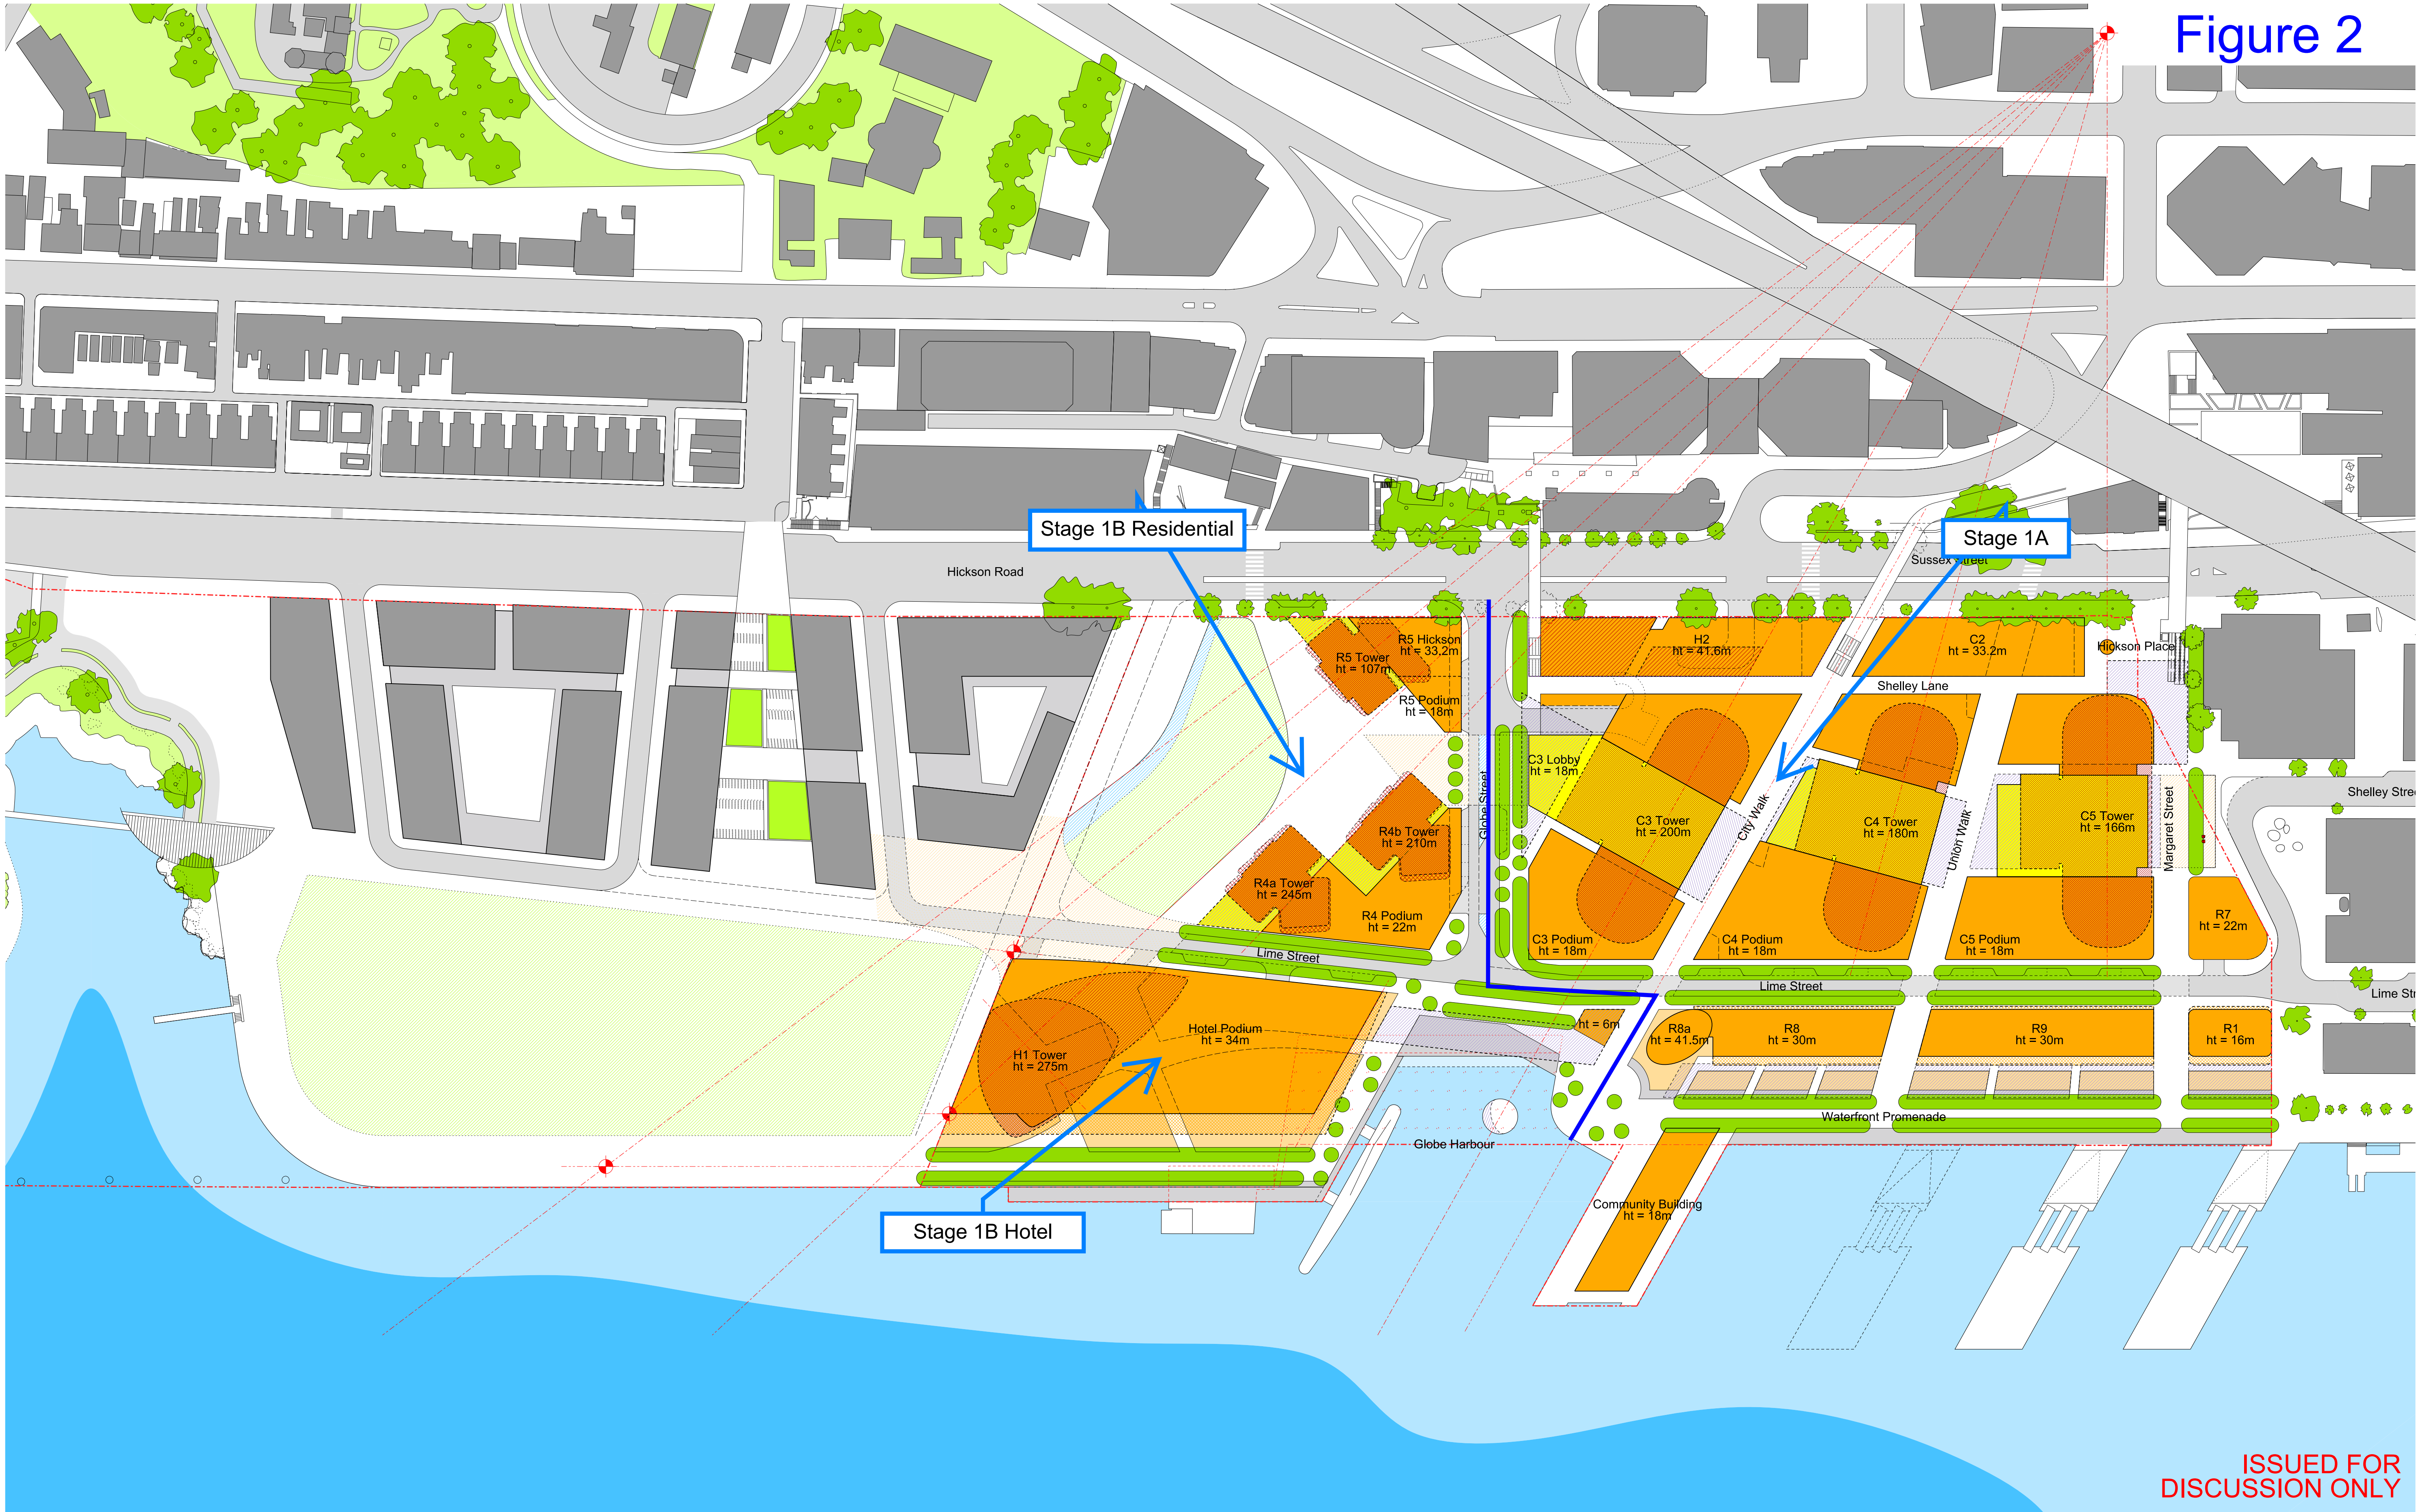 Figure 2
Stage 1B Residential
Stage 1A
Hickson Road
Sussex Street
R5 Hickson
ht = 33.2m
R5 Tower
ht = 107m
R5 Podium
ht = 18m
H2
ht = 41.6m
C2
ht = 33.2m
Hickson Place
Shelley Lane
C3 Lobby
ht = 18m
Globe Street
C3 Tower
ht = 200m
City Walk
C4 Tower
ht = 180m
Union Walk
C5 Tower
ht = 166m
Margaret Street
Shelley Stree
R4b Tower
ht = 210m
R4a Tower
ht = 245m
R4 Podium
ht = 22m
C3 Podium
ht = 18m
C4 Podium
ht = 18m
C5 Podium
ht = 18m
R7
ht = 22m
Lime Street
Lime Street
Lime Str
Hotel Podium
ht = 34m
H1 Tower
ht = 275m
ht = 6m
R8a
ht = 41.5m
R8
ht = 30m
R9
ht = 30m
R1
ht = 16m
Waterfront Promenade
Globe Harbour
Community Building
ht = 18m
Stage 1B Hotel
ISSUED FOR
DISCUSSION ONLY